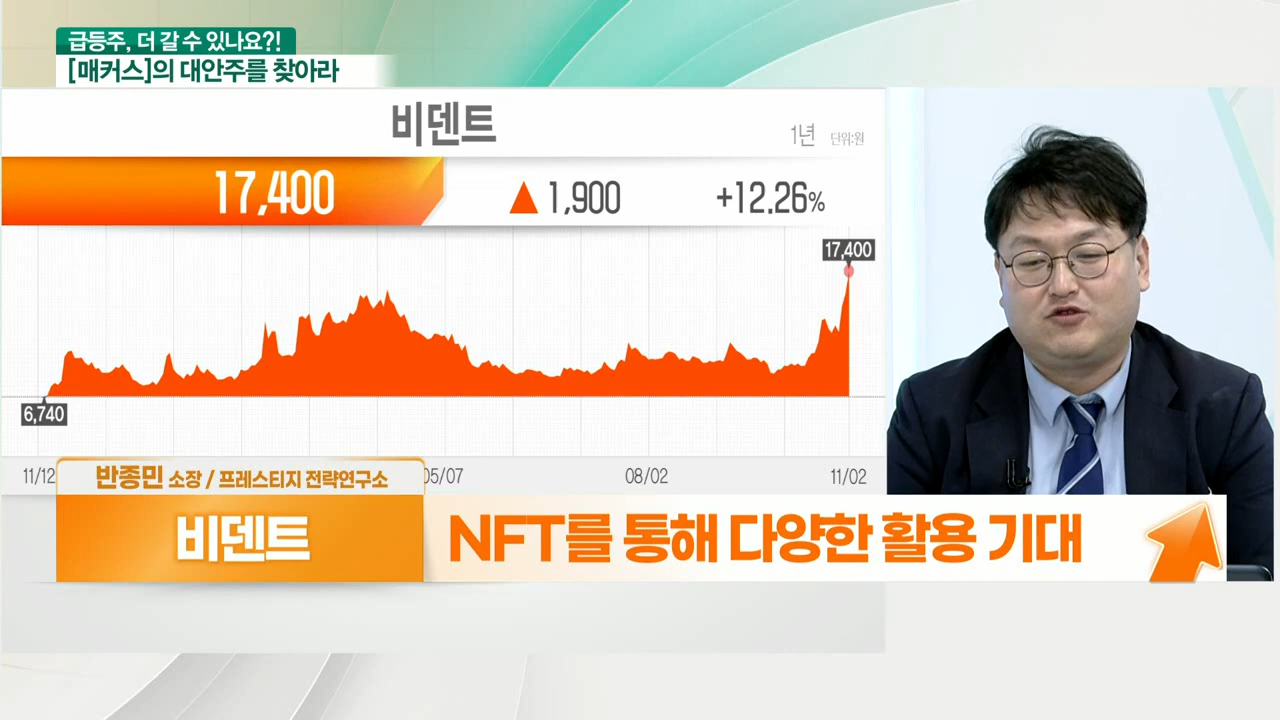 급등주, 더 갈 수 있나요?!
[매커스]의 대안주를 찾아라
비덴트
1년 단위:원
17,400 ▲ 1,900 +12.26%
17,400
6,740
11/12 05/07 08/02 11/02
반종민 소장 / 프레스티지 전략연구소
비덴트 NFT를 통해 다양한 활용 기대